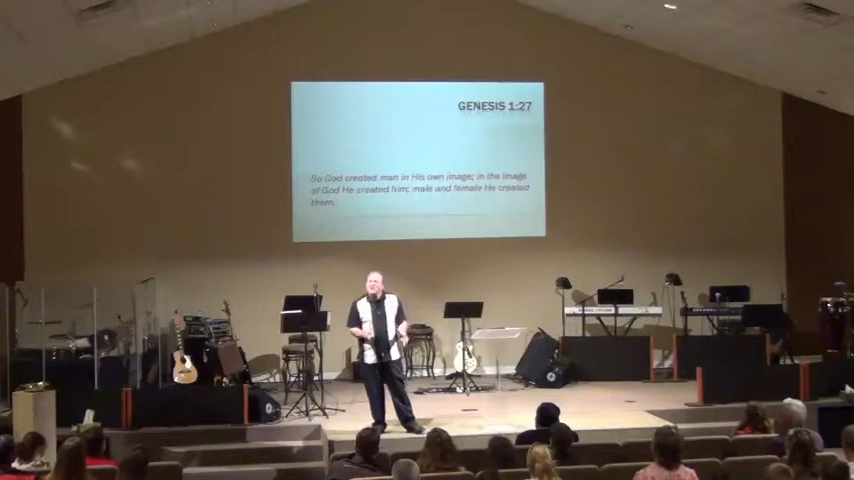 GENESIS 1:27
So God created man in His own image; in the image
of God He created him; male and female He created
them.